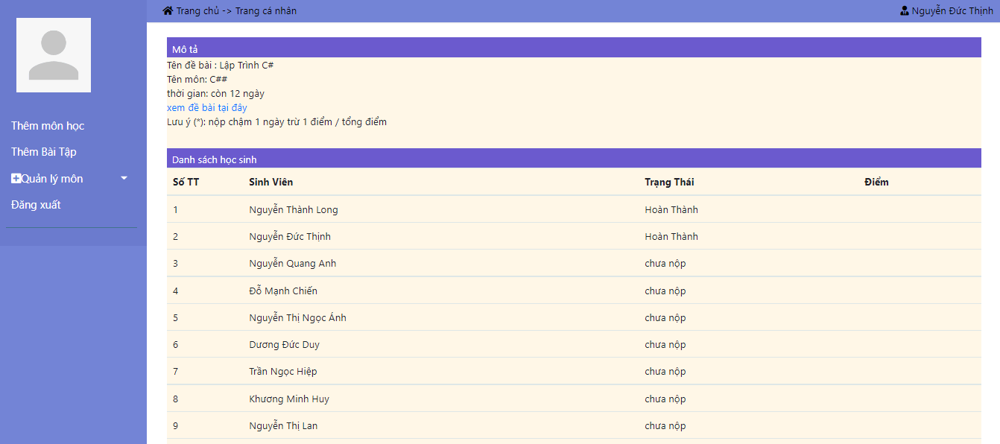 Trang chủ -> Trang cá nhân
Nguyễn Đức Thịnh
Thêm môn học
Thêm Bài Tập
Quản lý môn
Đăng xuất
Mô tả
Tên đề bài : Lập Trình C#
Tên môn: C##
thời gian: còn 12 ngày
xem đề bài tại đây
Lưu ý (*): nộp chậm 1 ngày trừ 1 điểm / tổng điểm
Danh sách học sinh
Số TT Sinh Viên Trạng Thái Điểm
1 Nguyễn Thành Long Hoàn Thành
2 Nguyễn Đức Thịnh Hoàn Thành
3 Nguyễn Quang Anh chưa nộp
4 Đỗ Mạnh Chiến chưa nộp
5 Nguyễn Thị Ngọc Ánh chưa nộp
6 Dương Đức Duy chưa nộp
7 Trần Ngọc Hiệp chưa nộp
8 Khương Minh Huy chưa nộp
9 Nguyễn Thị Lan chưa nộp